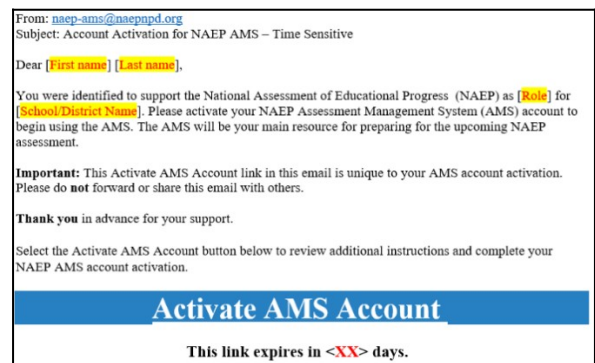 From: naep-ams@naepnpd.org
Subject: Account Activation for NAEP AMS – Time Sensitive
Dear [First name] [Last name],
You were identified to support the National Assessment of Educational Progress (NAEP) as [Role] for
[School/District Name]. Please activate your NAEP Assessment Management System (AMS) account to
begin using the AMS. The AMS will be your main resource for preparing for the upcoming NAEP
assessment.
Important: This Activate AMS Account link in this email is unique to your AMS account activation.
Please do not forward or share this email with others.
Thank you in advance for your support.
Select the Activate AMS Account button below to review additional instructions and complete your
NAEP AMS account activation.
Activate AMS Account
This link expires in <XX> days.